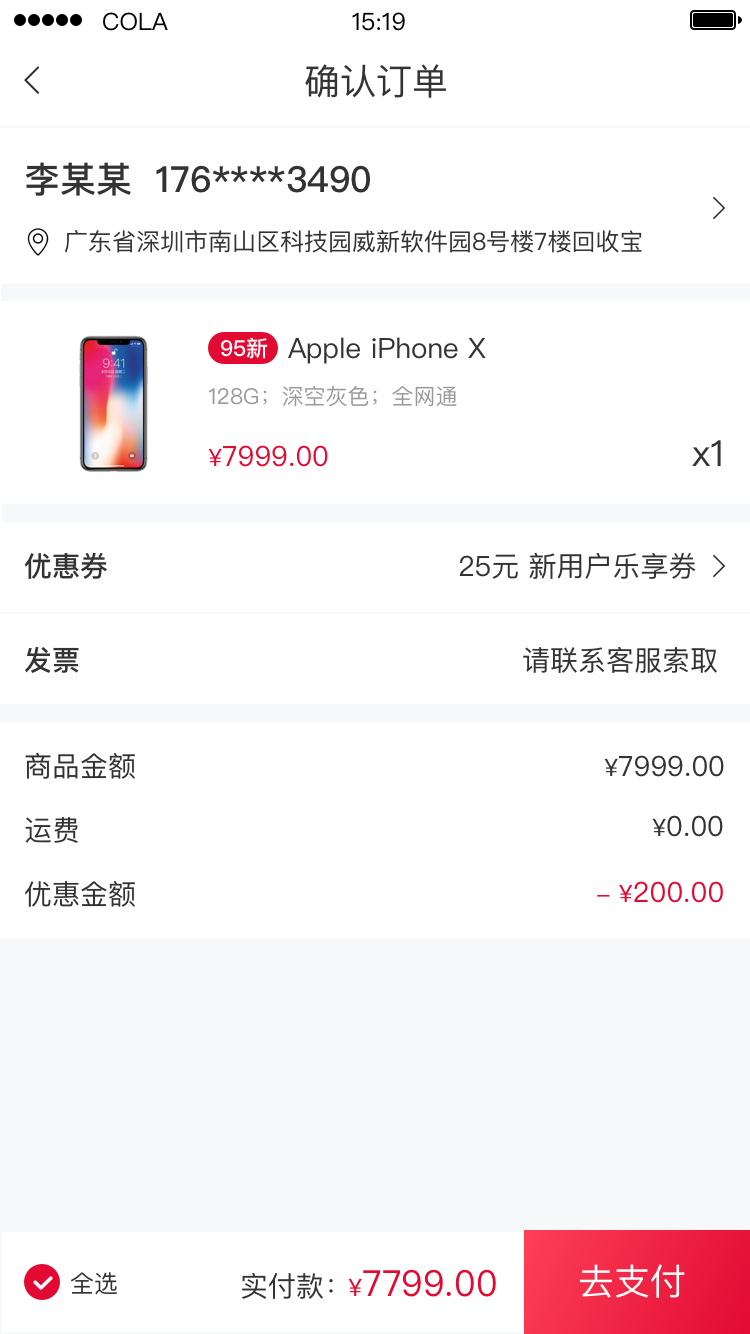 COLA 15:19
确认订单
李某某 176****3490
广东省深圳市南山区科技园威新软件园8号楼7楼回收宝
9:41
95新 Apple iPhone X
128G；深空灰色；全网通
¥7999.00 x1
优惠券 25元 新用户乐享券
发票 请联系客服索取
商品金额 ¥7999.00
运费 ¥0.00
优惠金额 – ¥200.00
全选 实付款：¥7799.00 去支付